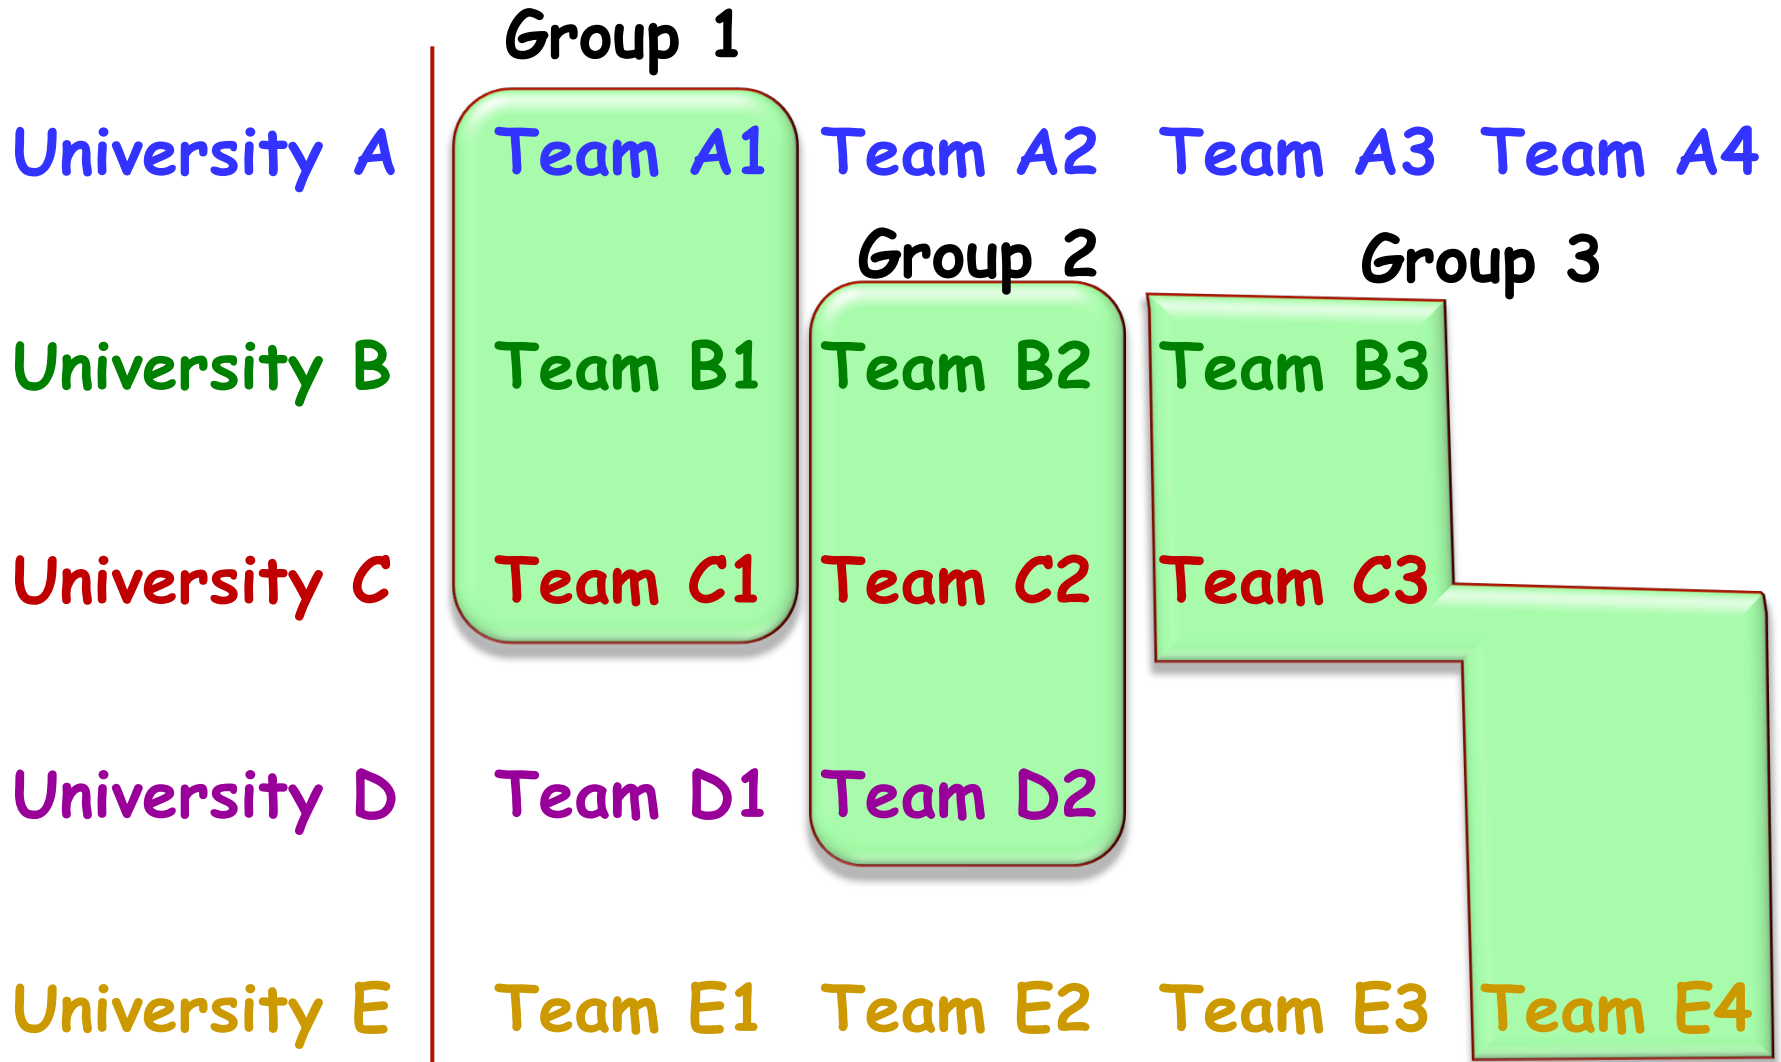 Group 1
University A Team A1 Team A2 Team A3 Team A4
Group 2 Group 3
University B Team B1 Team B2 Team B3
University C Team C1 Team C2 Team C3
University D Team D1 Team D2
University E Team E1 Team E2 Team E3 Team E4